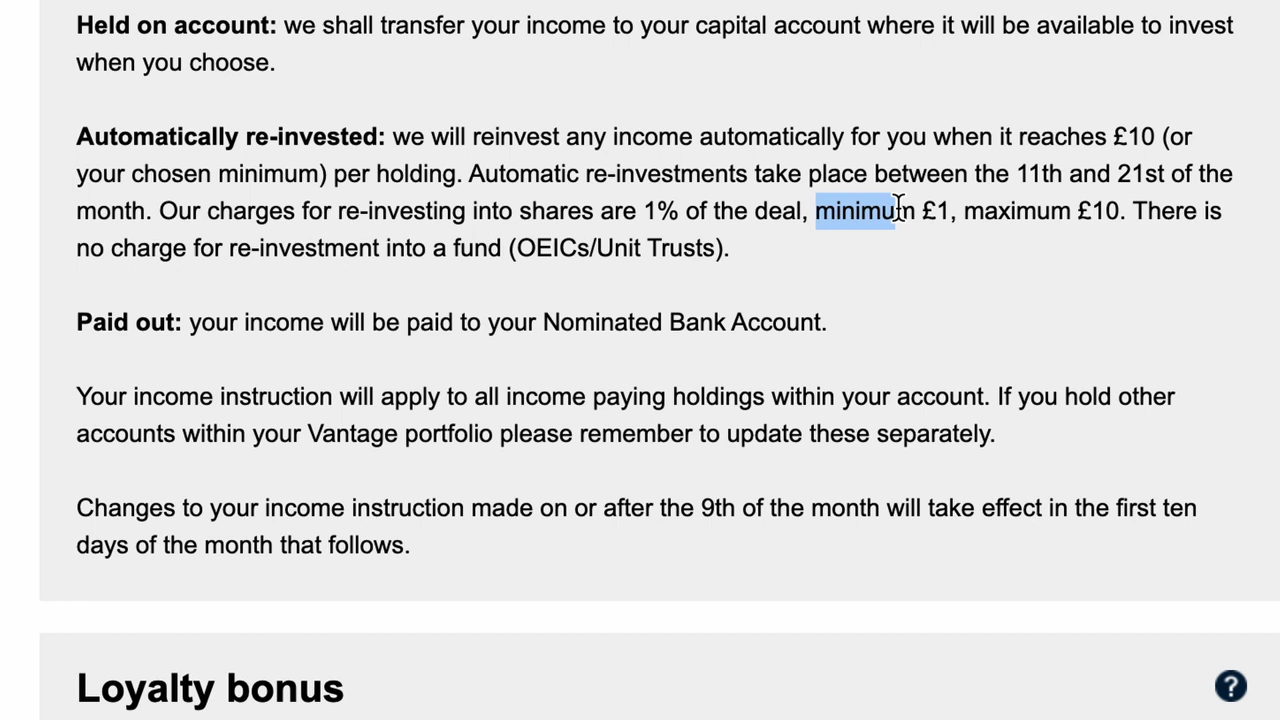 Held on account: we shall transfer your income to your capital account where it will be available to invest
when you choose.
Automatically re-invested: we will reinvest any income automatically for you when it reaches £10 (or
your chosen minimum) per holding. Automatic re-investments take place between the 11th and 21st of the
month. Our charges for re-investing into shares are 1% of the deal, minimum £1, maximum £10. There is
no charge for re-investment into a fund (OEICs/Unit Trusts).
Paid out: your income will be paid to your Nominated Bank Account.
Your income instruction will apply to all income paying holdings within your account. If you hold other
accounts within your Vantage portfolio please remember to update these separately.
Changes to your income instruction made on or after the 9th of the month will take effect in the first ten
days of the month that follows.
Loyalty bonus
?